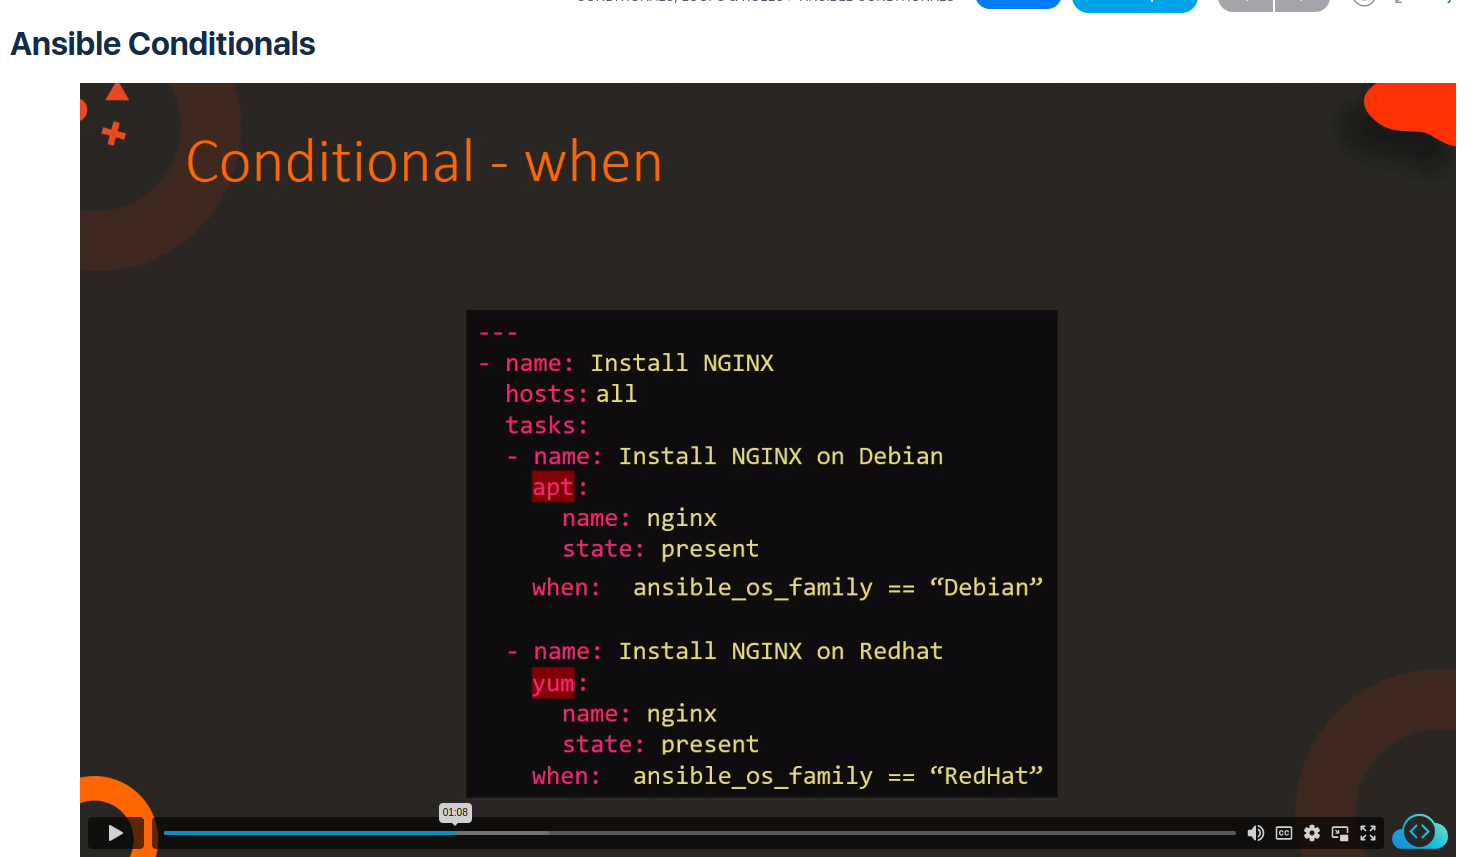 Ansible Conditionals
Conditional - when
---
- name: Install NGINX
hosts: all
tasks:
- name: Install NGINX on Debian
apt:
name: nginx
state: present
when: ansible_os_family == “Debian”
- name: Install NGINX on Redhat
yum:
name: nginx
state: present
when: ansible_os_family == “RedHat”
01:08
CC